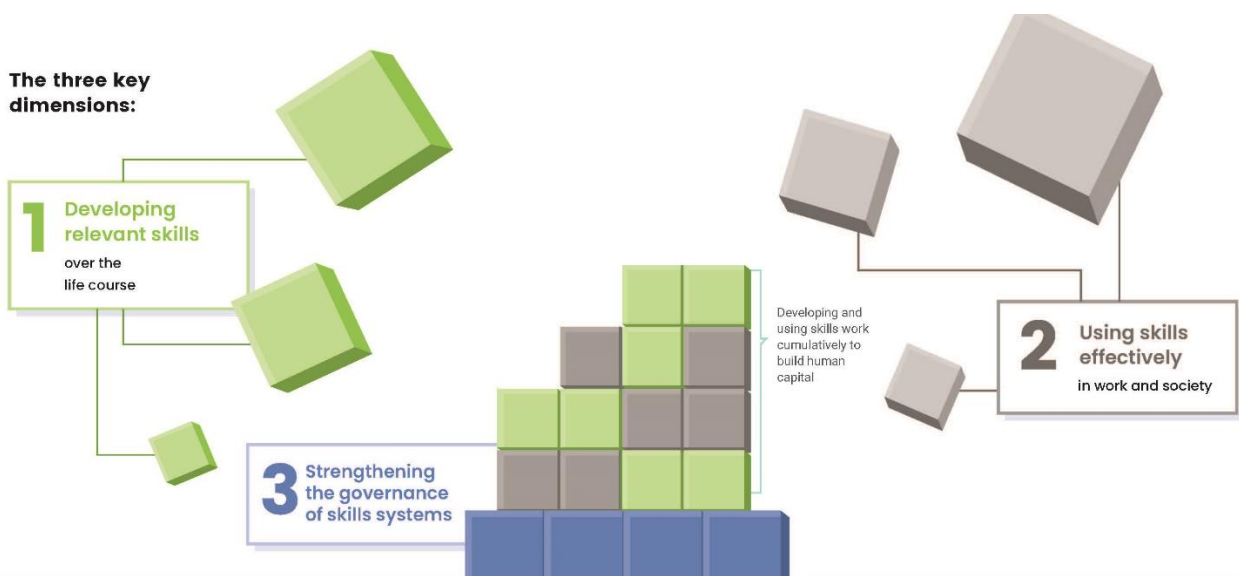 The three key
dimensions:
1
Developing
relevant skills
over the
life course
3
Strengthening
the governance
of skills systems
Developing and
using skills work
cumulatively to
build human
capital
2
Using skills
effectively
in work and society